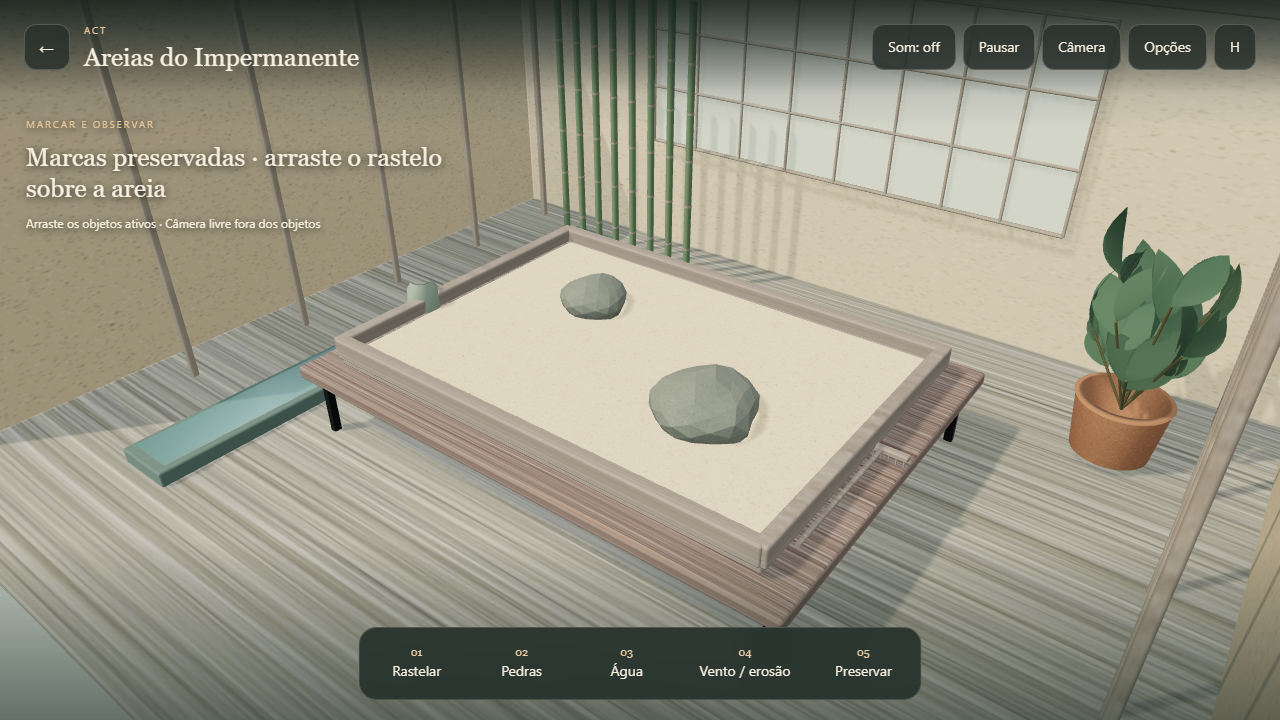 ←
ACT
Areias do Impermanente
Som: off
Pausar
Câmera
Opções
H
MARCAR E OBSERVAR
Marcas preservadas · arraste o rastelo
sobre a areia
Arraste os objetos ativos · Câmera livre fora dos objetos
01
Rastelar
02
Pedras
03
Água
04
Vento / erosão
05
Preservar